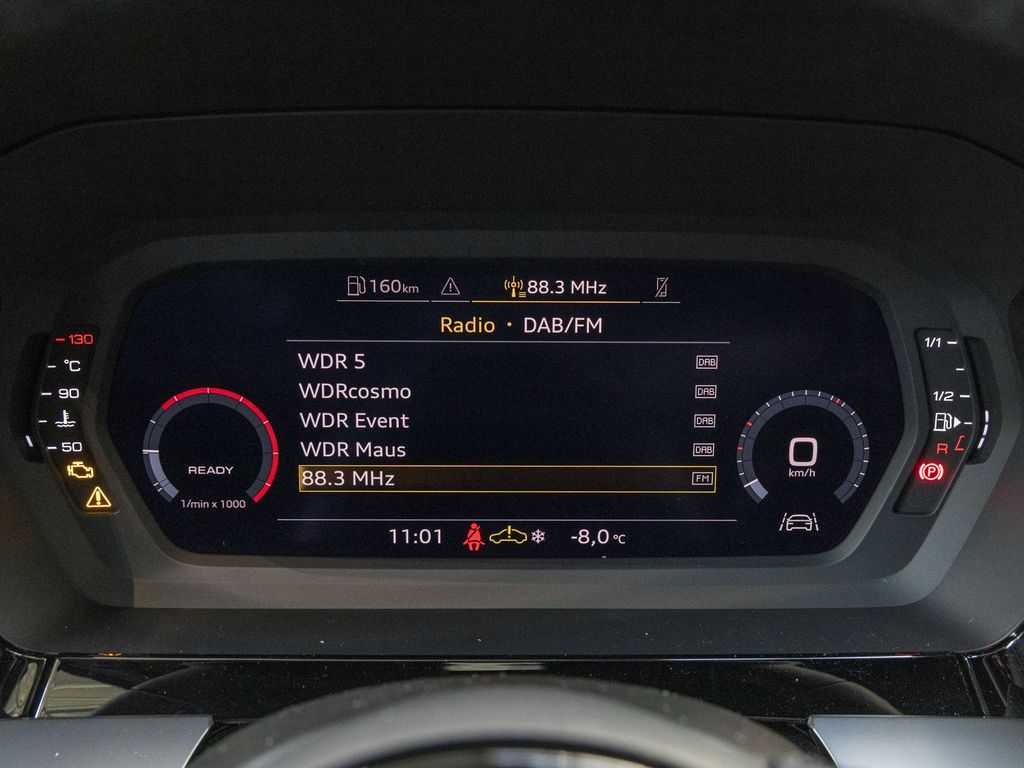 160 km
88.3 MHz
Radio • DAB/FM
WDR 5 DAB
WDRcosmo DAB
WDR Event DAB
WDR Maus DAB
88.3 MHz FM
11:01 -8,0 °C
130
°C
90
50
READY
1/min x 1000
0
km/h
1/1
1/2
R
(P)